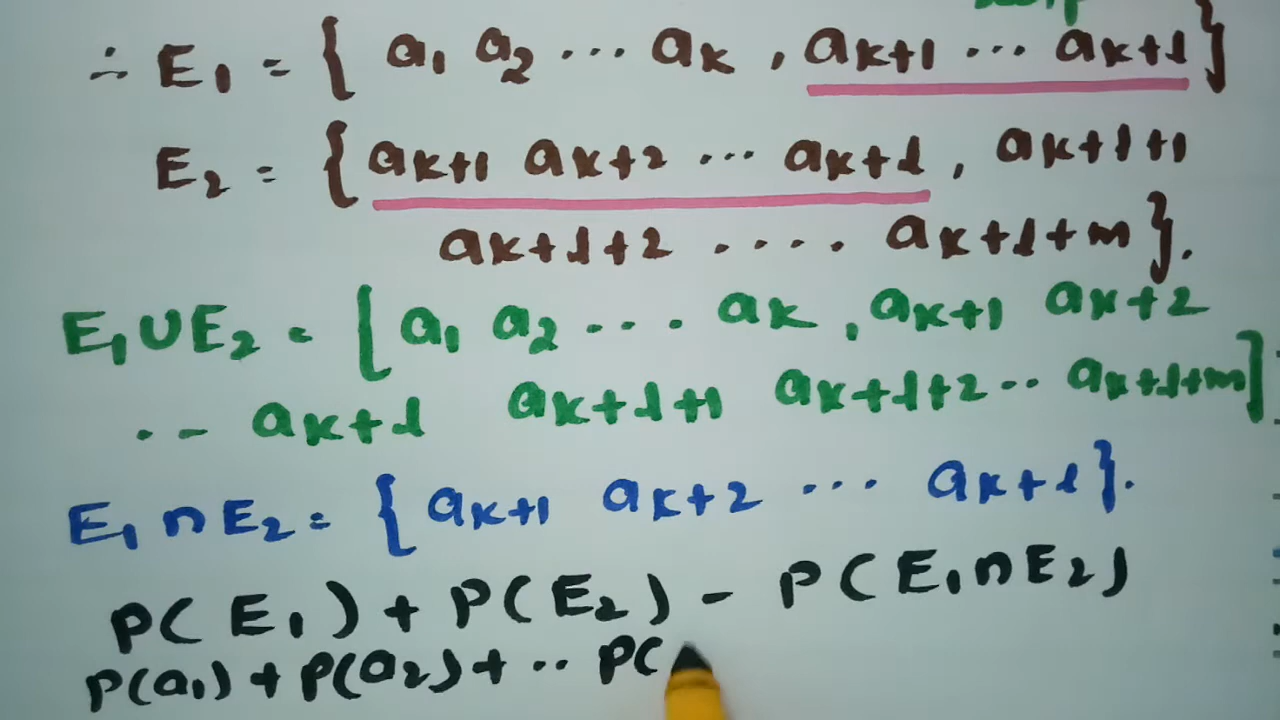 ∴ E₁ = { a₁ a₂ ... aₖ , aₖ₊₁ ... aₖ₊ₗ }
E₂ = { aₖ₊₁ aₖ₊₂ ... aₖ₊ₗ , aₖ₊ₗ₊₁
aₖ₊ₗ₊₂ .... aₖ₊ₗ₊ₘ }.
E₁∪E₂ = { a₁ a₂ .... aₖ , aₖ₊₁ aₖ₊₂
.. aₖ₊ₗ aₖ₊ₗ₊₁ aₖ₊ₗ₊₂ .. aₖ₊ₗ₊ₘ }
E₁∩E₂ = { aₖ₊₁ aₖ₊₂ ... aₖ₊ₗ }.
P(E₁) + P(E₂) - P(E₁∩E₂)
P(a₁) + P(a₂) + .. P(